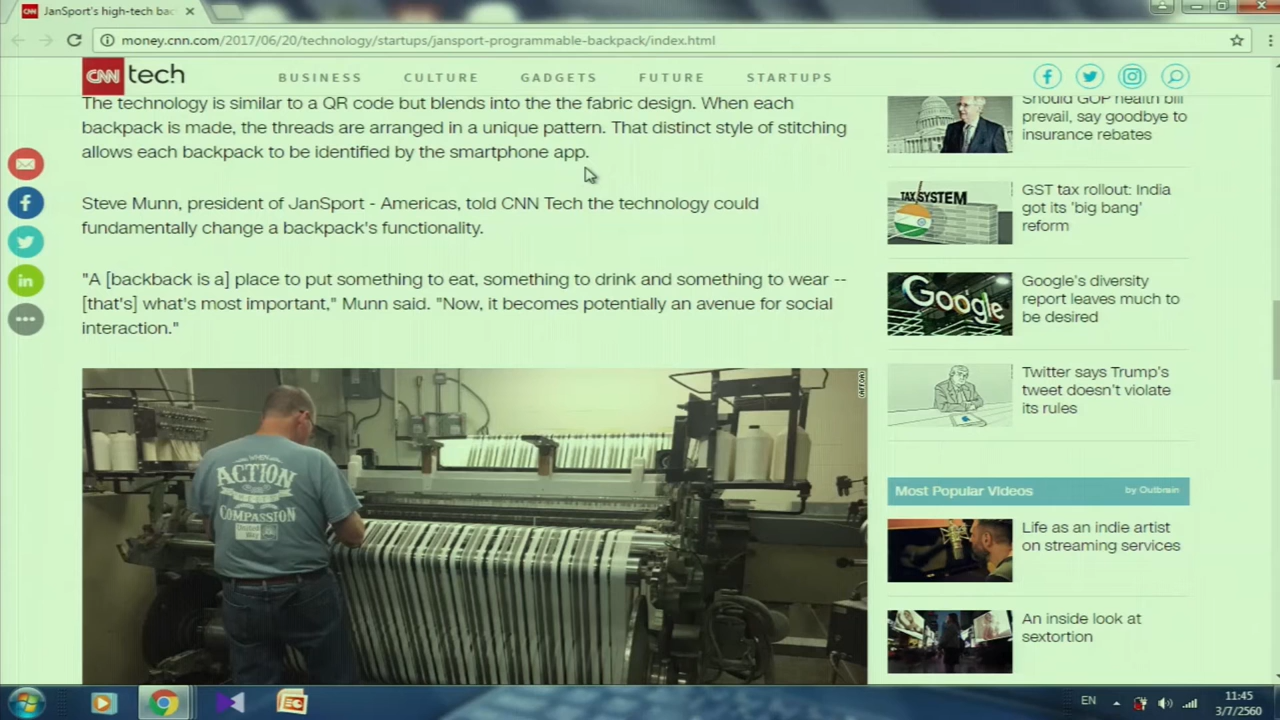 JanSport's high-tech bac
money.cnn.com/2017/06/20/technology/startups/jansport-programmable-backpack/index.html
CNN tech
BUSINESS CULTURE GADGETS FUTURE STARTUPS
The technology is similar to a QR code but blends into the the fabric design. When each
backpack is made, the threads are arranged in a unique pattern. That distinct style of stitching
allows each backpack to be identified by the smartphone app.
Steve Munn, president of JanSport - Americas, told CNN Tech the technology could
fundamentally change a backpack's functionality.
"A [backback is a] place to put something to eat, something to drink and something to wear --
[that's] what's most important," Munn said. "Now, it becomes potentially an avenue for social
interaction."
ACTION
COMPASSION
Should GOP health bill
prevail, say goodbye to
insurance rebates
TAX SYSTEM
GST tax rollout: India
got its 'big bang'
reform
Google
Google's diversity
report leaves much to
be desired
Twitter says Trump's
tweet doesn't violate
its rules
Most Popular Videos
by Outbrain
Life as an indie artist
on streaming services
An inside look at
sextortion
EN
11:45
3/7/2560